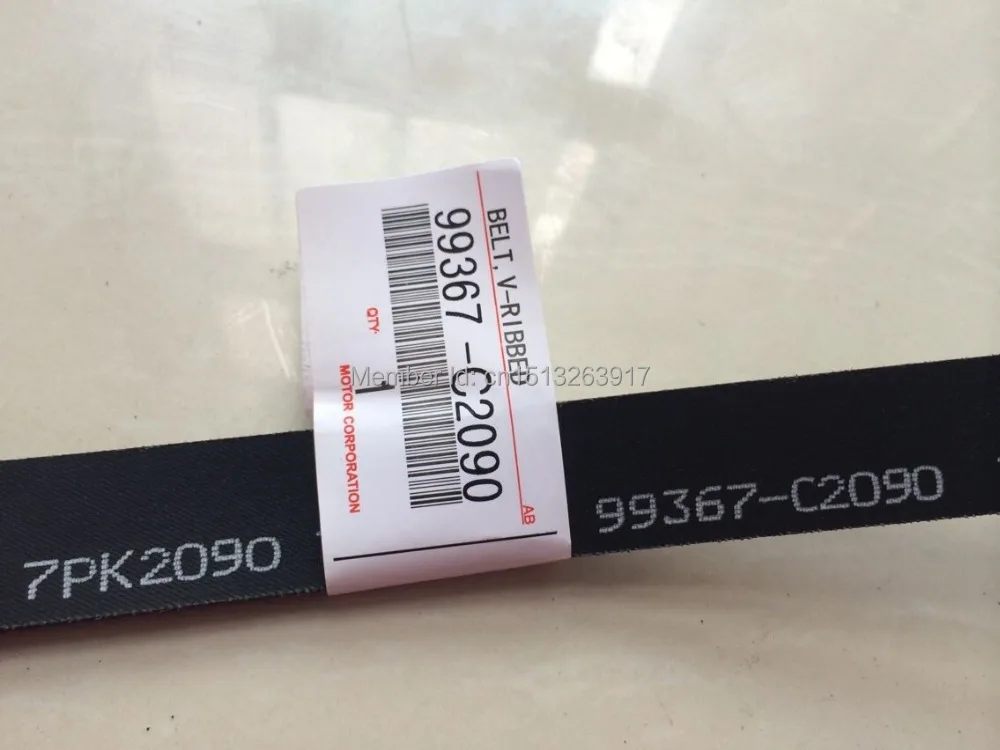 BELT, V-RIBBED
99367-C2090
AB
QTY.
1
MOTOR CORPORATION
7PK2090
99367-C2090
Member Id: cn1513263917